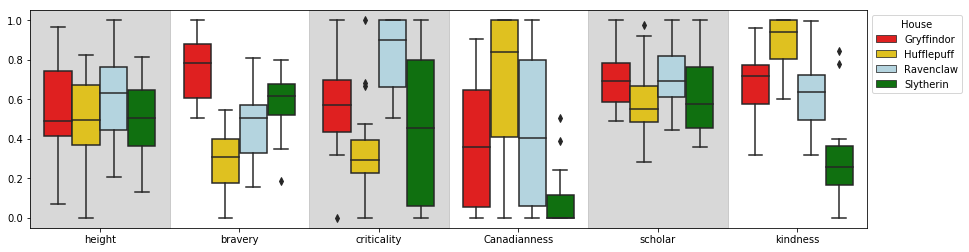 1.0
0.8
0.6
0.4
0.2
0.0
height bravery criticality Canadianness scholar kindness
House
Gryffindor
Hufflepuff
Ravenclaw
Slytherin